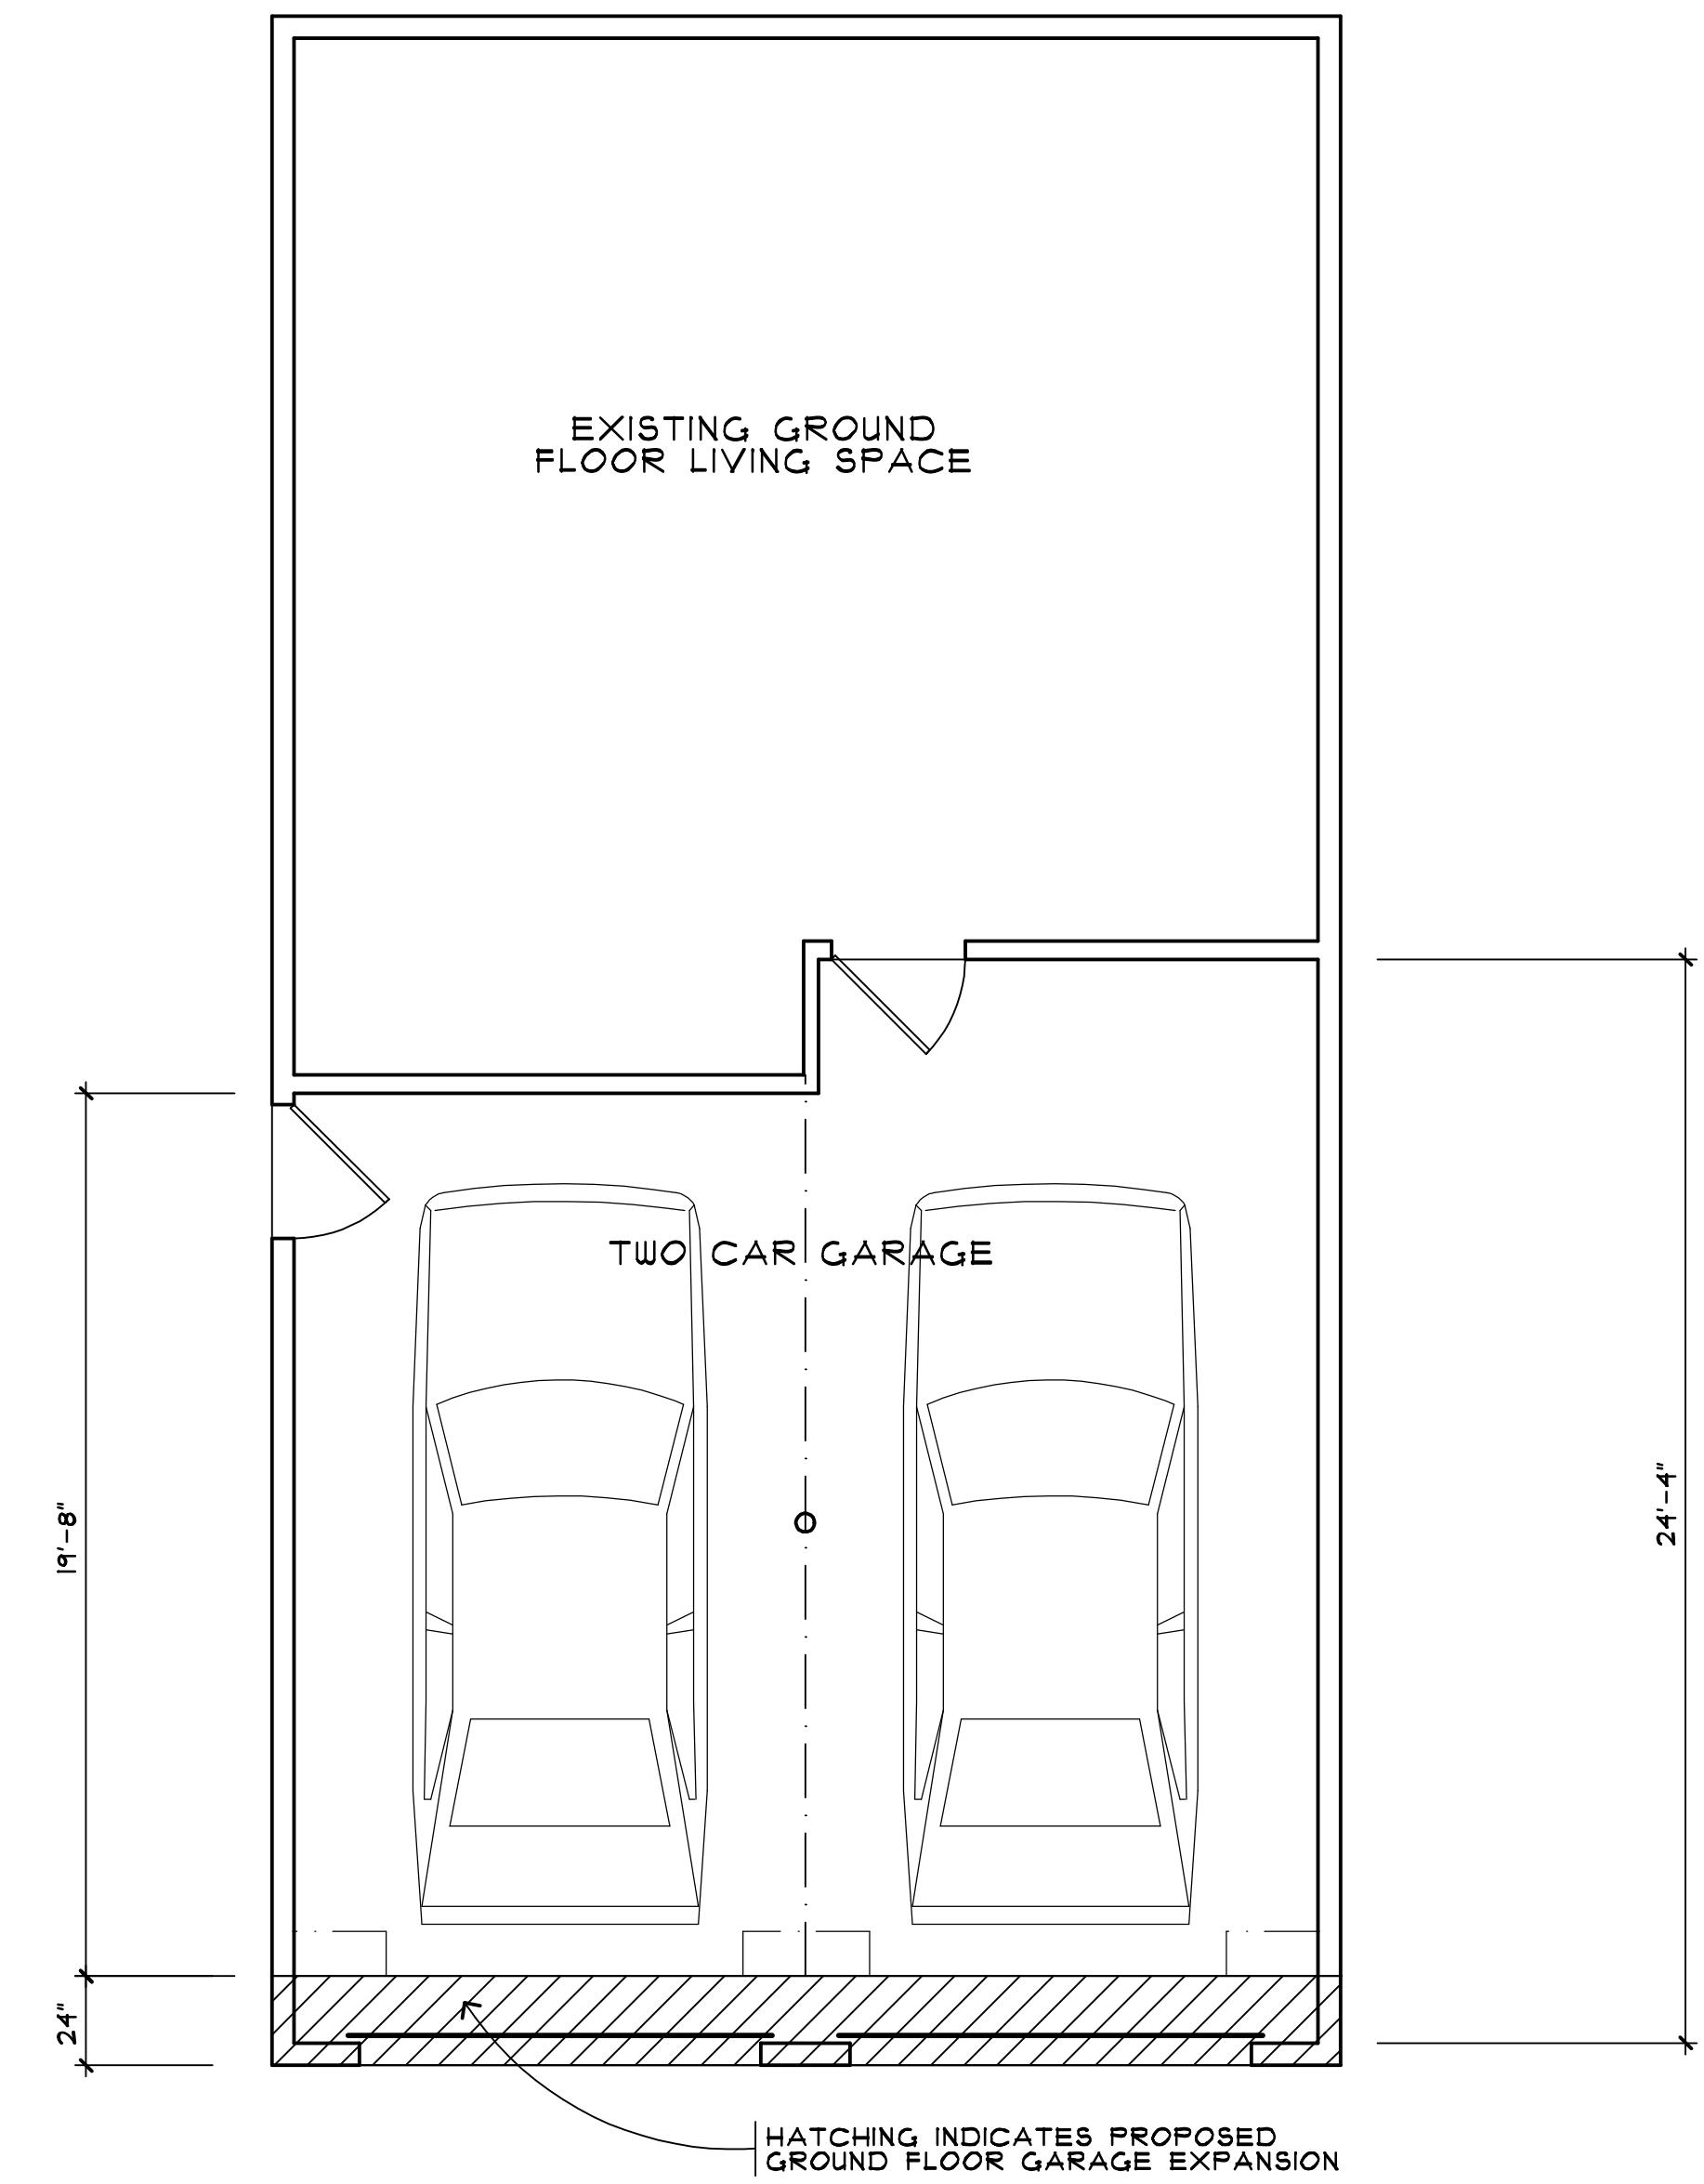 EXISTING GROUND
FLOOR LIVING SPACE
TWO CAR GARAGE
19'-8"
24'-4"
24"
HATCHING INDICATES PROPOSED
GROUND FLOOR GARAGE EXPANSION